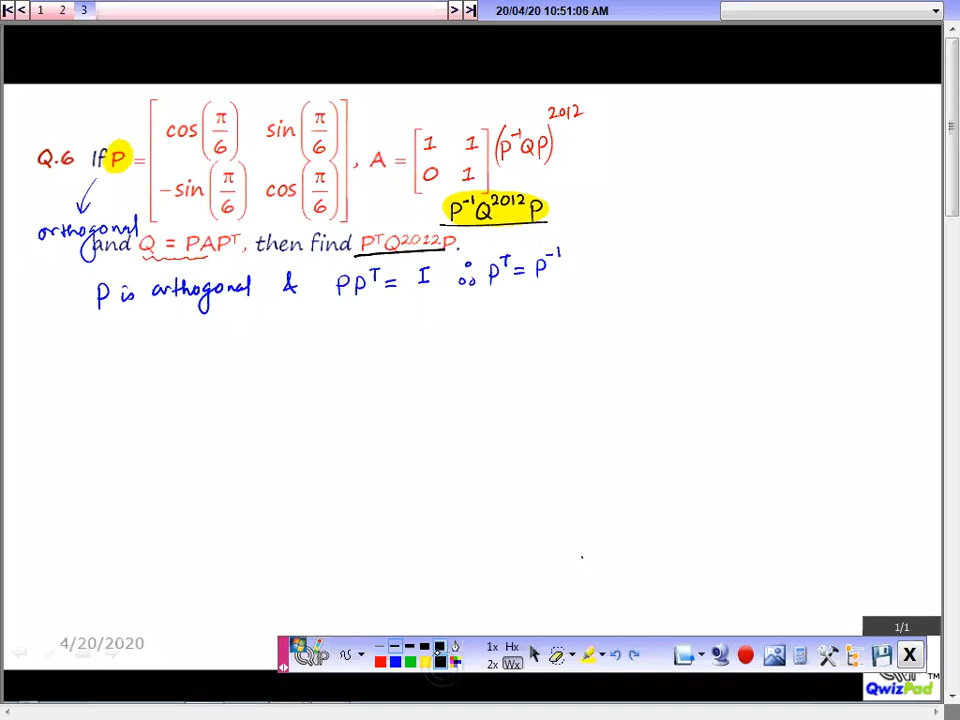 |< < 1 2 3 > >| 20/04/20 10:51:06 AM
Q.6 If P = [ cos(π/6) sin(π/6) ; -sin(π/6) cos(π/6) ], A = [ 1 1 ; 0 1 ] (P⁻¹QP)²⁰¹²
P⁻¹Q²⁰¹²P
orthogonal
and Q = PAPᵀ, then find PᵀQ²⁰¹²P.
P is orthogonal & PPᵀ = I ∴ Pᵀ = P⁻¹
1/1
4/20/2020
QIP 1x Hx
2x Wx
X
QwizPad TM